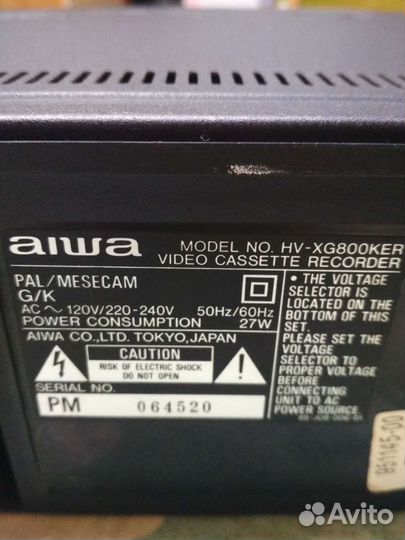 aiwa
MODEL NO. HV-XG800KER
VIDEO CASSETTE RECORDER
PAL/MESECAM
G/K
AC ~ 120V/220-240V 50Hz/60Hz
POWER CONSUMPTION 27W
AIWA CO.,LTD. TOKYO,JAPAN
CAUTION
RISK OF ELECTRIC SHOCK
DO NOT OPEN
SERIAL NO.
PM 064520
• THE VOLTAGE
SELECTOR IS
LOCATED ON THE
BOTTOM OF THIS
SET.
PLEASE SET THE
VOLTAGE
SELECTOR TO
PROPER VOLTAGE
BEFORE
CONNECTING
UNIT TO AC
POWER SOURCE.
951145-00
Avito